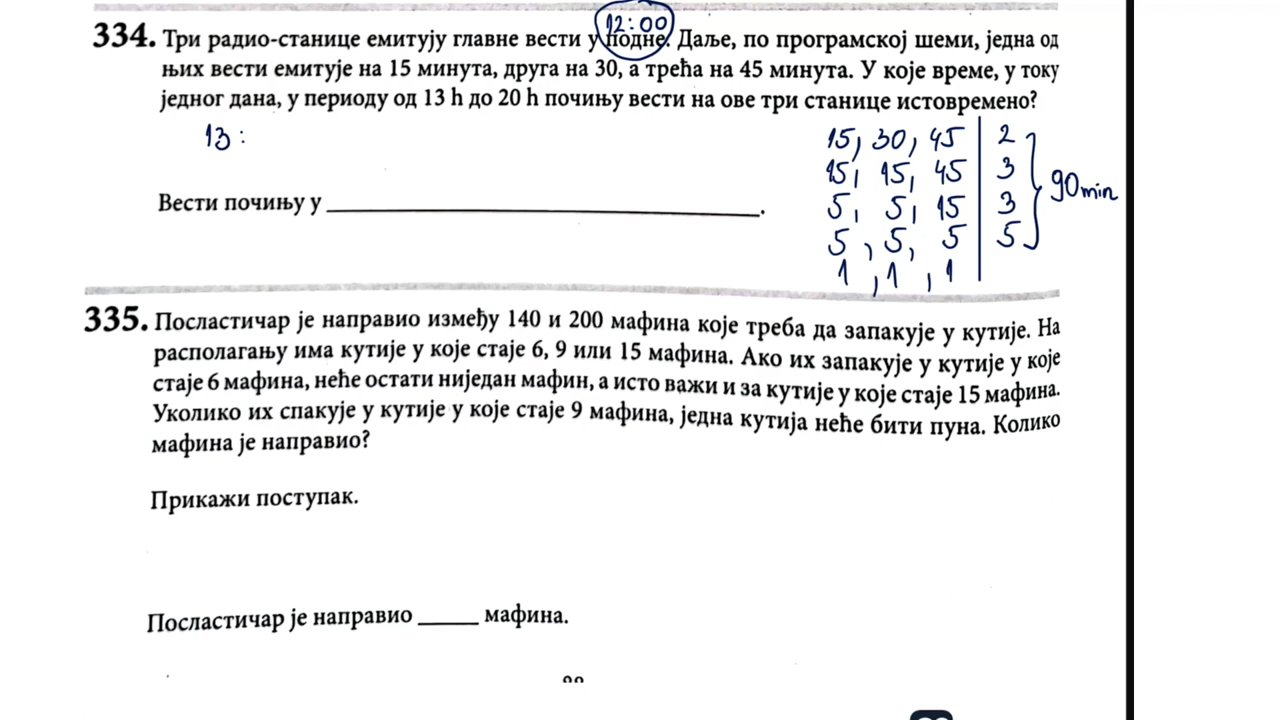 12:00
334. Три радио-станице емитују главне вести у подне. Даље, по програмској шеми, једна од
њих вести емитује на 15 минута, друга на 30, а трећа на 45 минута. У које време, у току
једног дана, у периоду од 13 h до 20 h почињу вести на ове три станице истовремено?
13:
15, 30, 45 | 2
15, 15, 45 | 3
90 min
Вести почињу у ____________.
5, 5, 15 | 3
5, 5, 5 | 5
1, 1, 1
335. Посластичар је направио између 140 и 200 мафина које треба да запакује у кутије. На
располагању има кутије у које стаје 6, 9 или 15 мафина. Ако их запакује у кутије у које
стаје 6 мафина, неће остати ниједан мафин, а исто важи и за кутије у које стаје 15 мафина.
Уколико их спакује у кутије у које стаје 9 мафина, једна кутија неће бити пуна. Колико
мафина је направио?
Прикажи поступак.
Посластичар је направио _____ мафина.